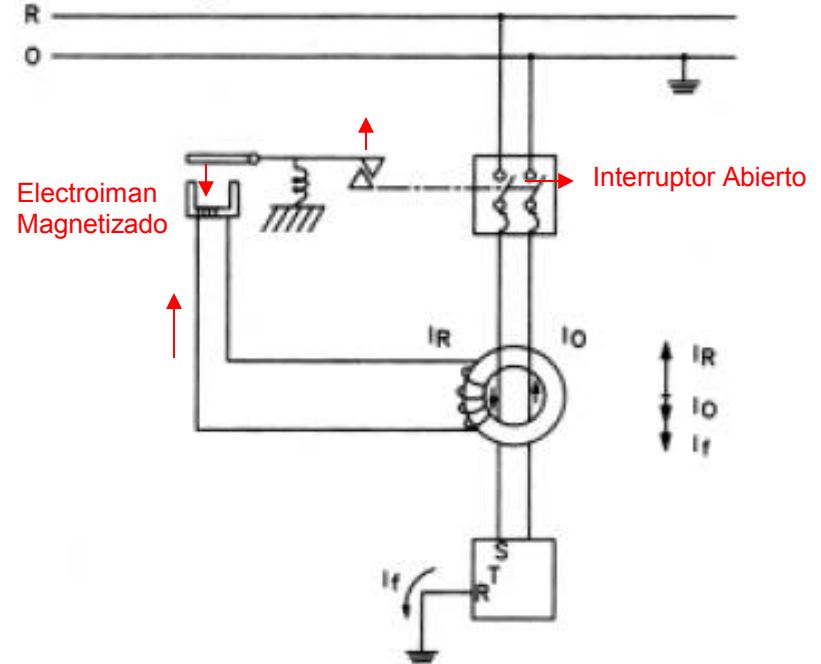 R
O
Electroiman
Magnetizado
Interruptor Abierto
IR
IO
IR
IO
If
S
T
R
If